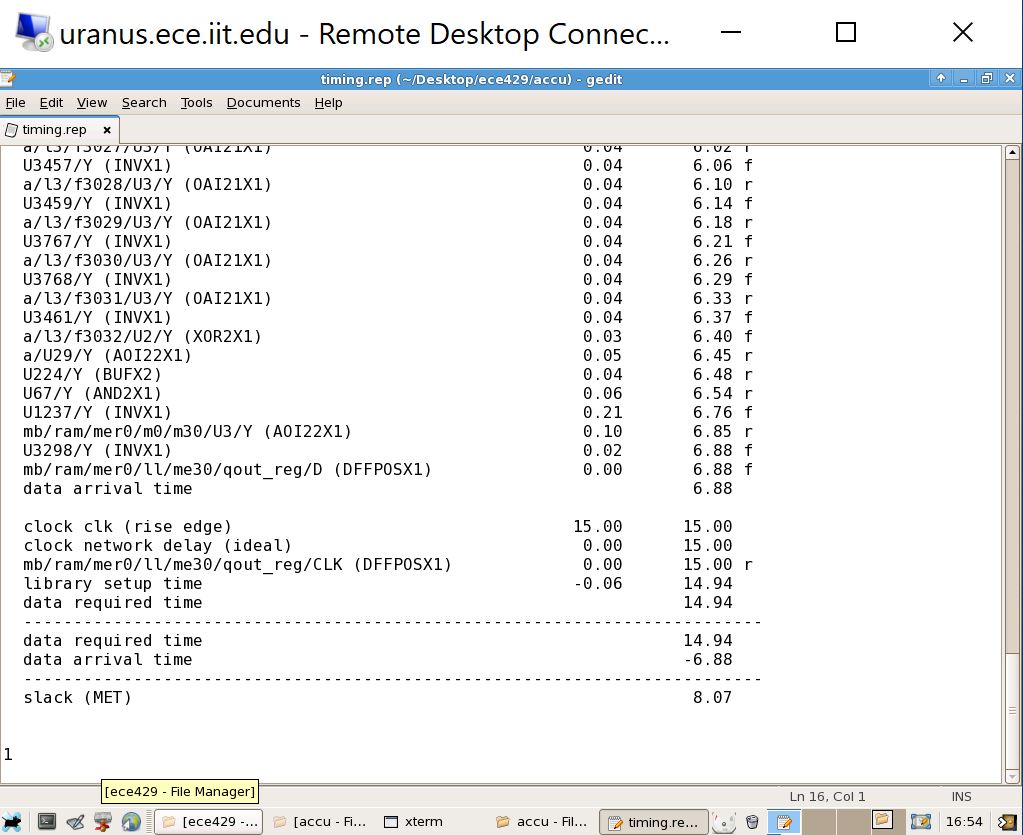 uranus.ece.iit.edu - Remote Desktop Connec...
timing.rep (~/Desktop/ece429/accu) - gedit
File Edit View Search Tools Documents Help
timing.rep
a/l3/f3027/U3/Y (OAI21X1) 0.04 6.02 r
U3457/Y (INVX1) 0.04 6.06 f
a/l3/f3028/U3/Y (OAI21X1) 0.04 6.10 r
U3459/Y (INVX1) 0.04 6.14 f
a/l3/f3029/U3/Y (OAI21X1) 0.04 6.18 r
U3767/Y (INVX1) 0.04 6.21 f
a/l3/f3030/U3/Y (OAI21X1) 0.04 6.26 r
U3768/Y (INVX1) 0.04 6.29 f
a/l3/f3031/U3/Y (OAI21X1) 0.04 6.33 r
U3461/Y (INVX1) 0.04 6.37 f
a/l3/f3032/U2/Y (XOR2X1) 0.03 6.40 f
a/U29/Y (AOI22X1) 0.05 6.45 r
U224/Y (BUFX2) 0.04 6.48 r
U67/Y (AND2X1) 0.06 6.54 r
U1237/Y (INVX1) 0.21 6.76 f
mb/ram/mer0/m0/m30/U3/Y (AOI22X1) 0.10 6.85 r
U3298/Y (INVX1) 0.02 6.88 f
mb/ram/mer0/ll/me30/qout_reg/D (DFFPOSX1) 0.00 6.88 f
data arrival time 6.88
clock clk (rise edge) 15.00 15.00
clock network delay (ideal) 0.00 15.00
mb/ram/mer0/ll/me30/qout_reg/CLK (DFFPOSX1) 0.00 15.00 r
library setup time -0.06 14.94
data required time 14.94
--------------------------------------------------------------------------
data required time 14.94
data arrival time -6.88
--------------------------------------------------------------------------
slack (MET) 8.07
1
[ece429 - File Manager]
Ln 16, Col 1 INS
[ece429 -... [accu - Fi... xterm accu - Fil... timing.re... 16:54